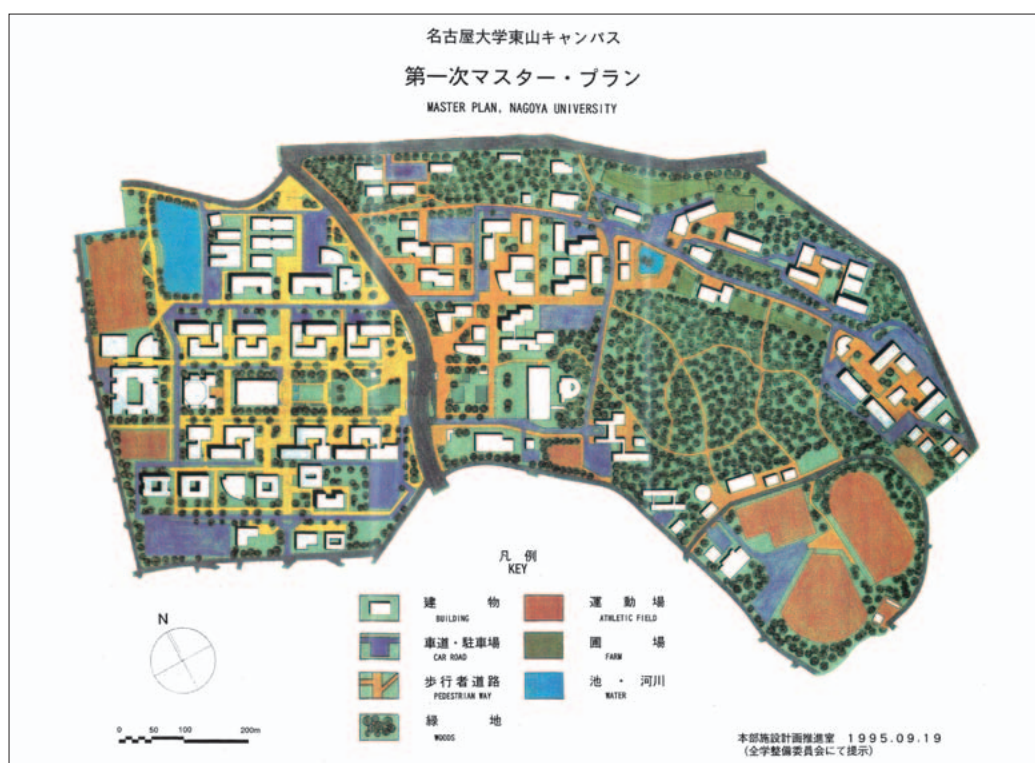 名古屋大学東山キャンパス
第一次マスター・プラン
MASTER PLAN, NAGOYA UNIVERSITY
凡 例
KEY
建 物
BUILDING
車道・駐車場
CAR ROAD
歩行者道路
PEDESTRIAN WAY
緑 地
WOODS
運 動 場
ATHLETIC FIELD
圃 場
FARM
池 ・ 河川
WATER
N
0 50 100 200m
本部施設計画推進室 1995.09.19
(全学整備委員会にて提示)